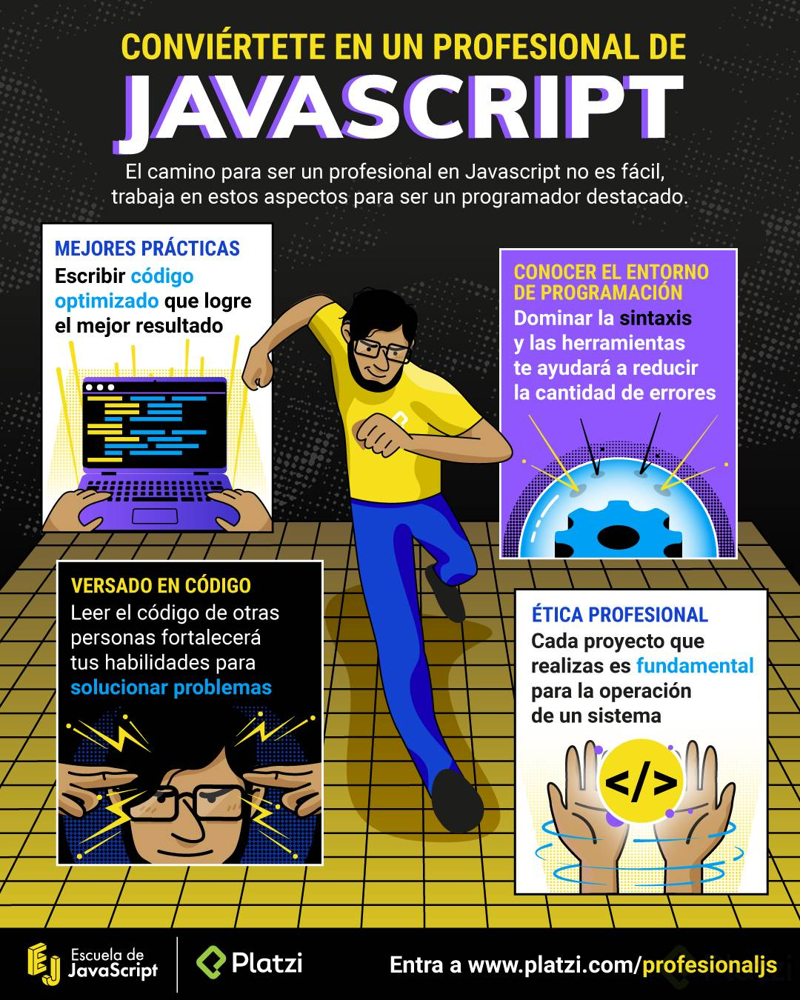 CONVIÉRTETE EN UN PROFESIONAL DE
JAVASCRIPT
El camino para ser un profesional en Javascript no es fácil,
trabaja en estos aspectos para ser un programador destacado.
MEJORES PRÁCTICAS
Escribir código
optimizado que logre
el mejor resultado
CONOCER EL ENTORNO
DE PROGRAMACIÓN
Dominar la sintaxis
y las herramientas
te ayudará a reducir
la cantidad de errores
VERSADO EN CÓDIGO
Leer el código de otras
personas fortalecerá
tus habilidades para
solucionar problemas
ÉTICA PROFESIONAL
Cada proyecto que
realizas es fundamental
para la operación
de un sistema
</>
EJ
Escuela de
JavaScript
Platzi
Entra a www.platzi.com/profesionaljs